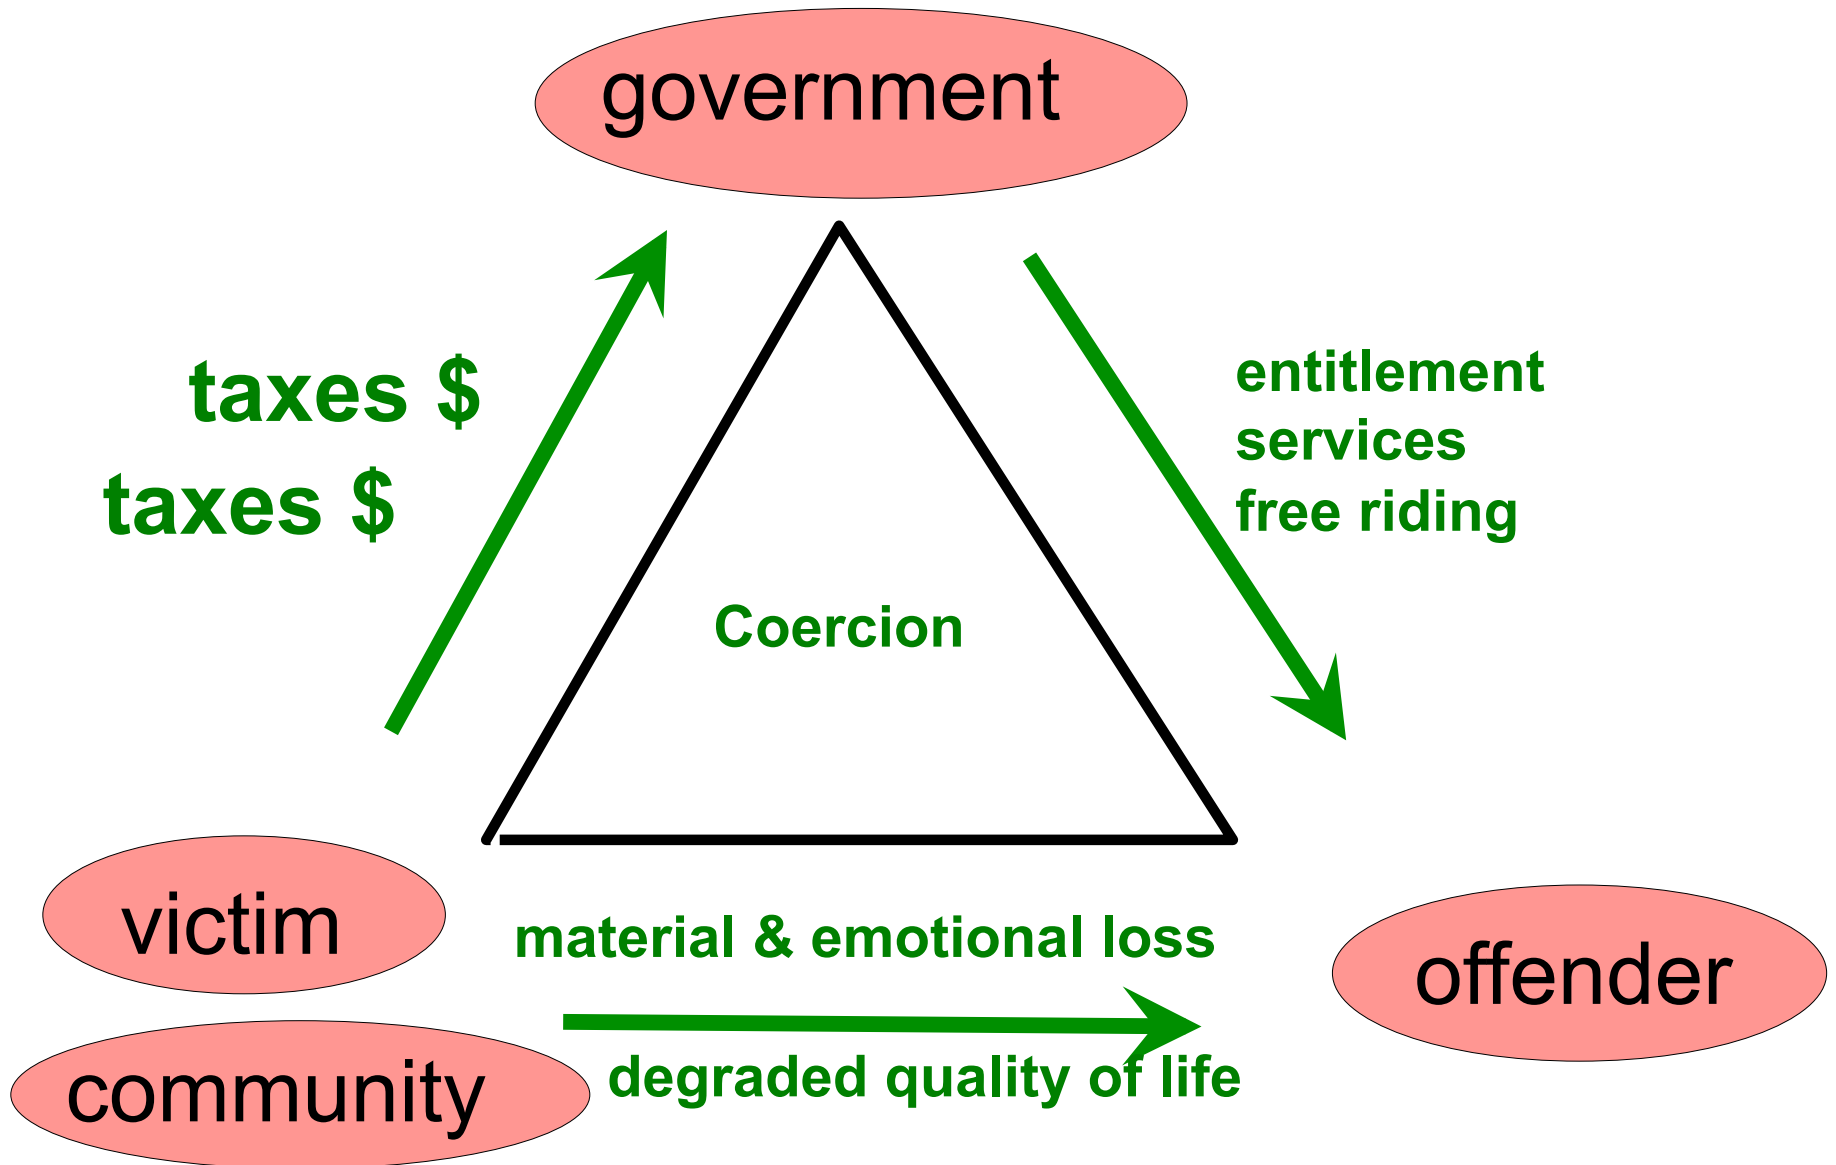 government
taxes $
taxes $
entitlement
services
free riding
Coercion
victim
material & emotional loss
offender
community
degraded quality of life